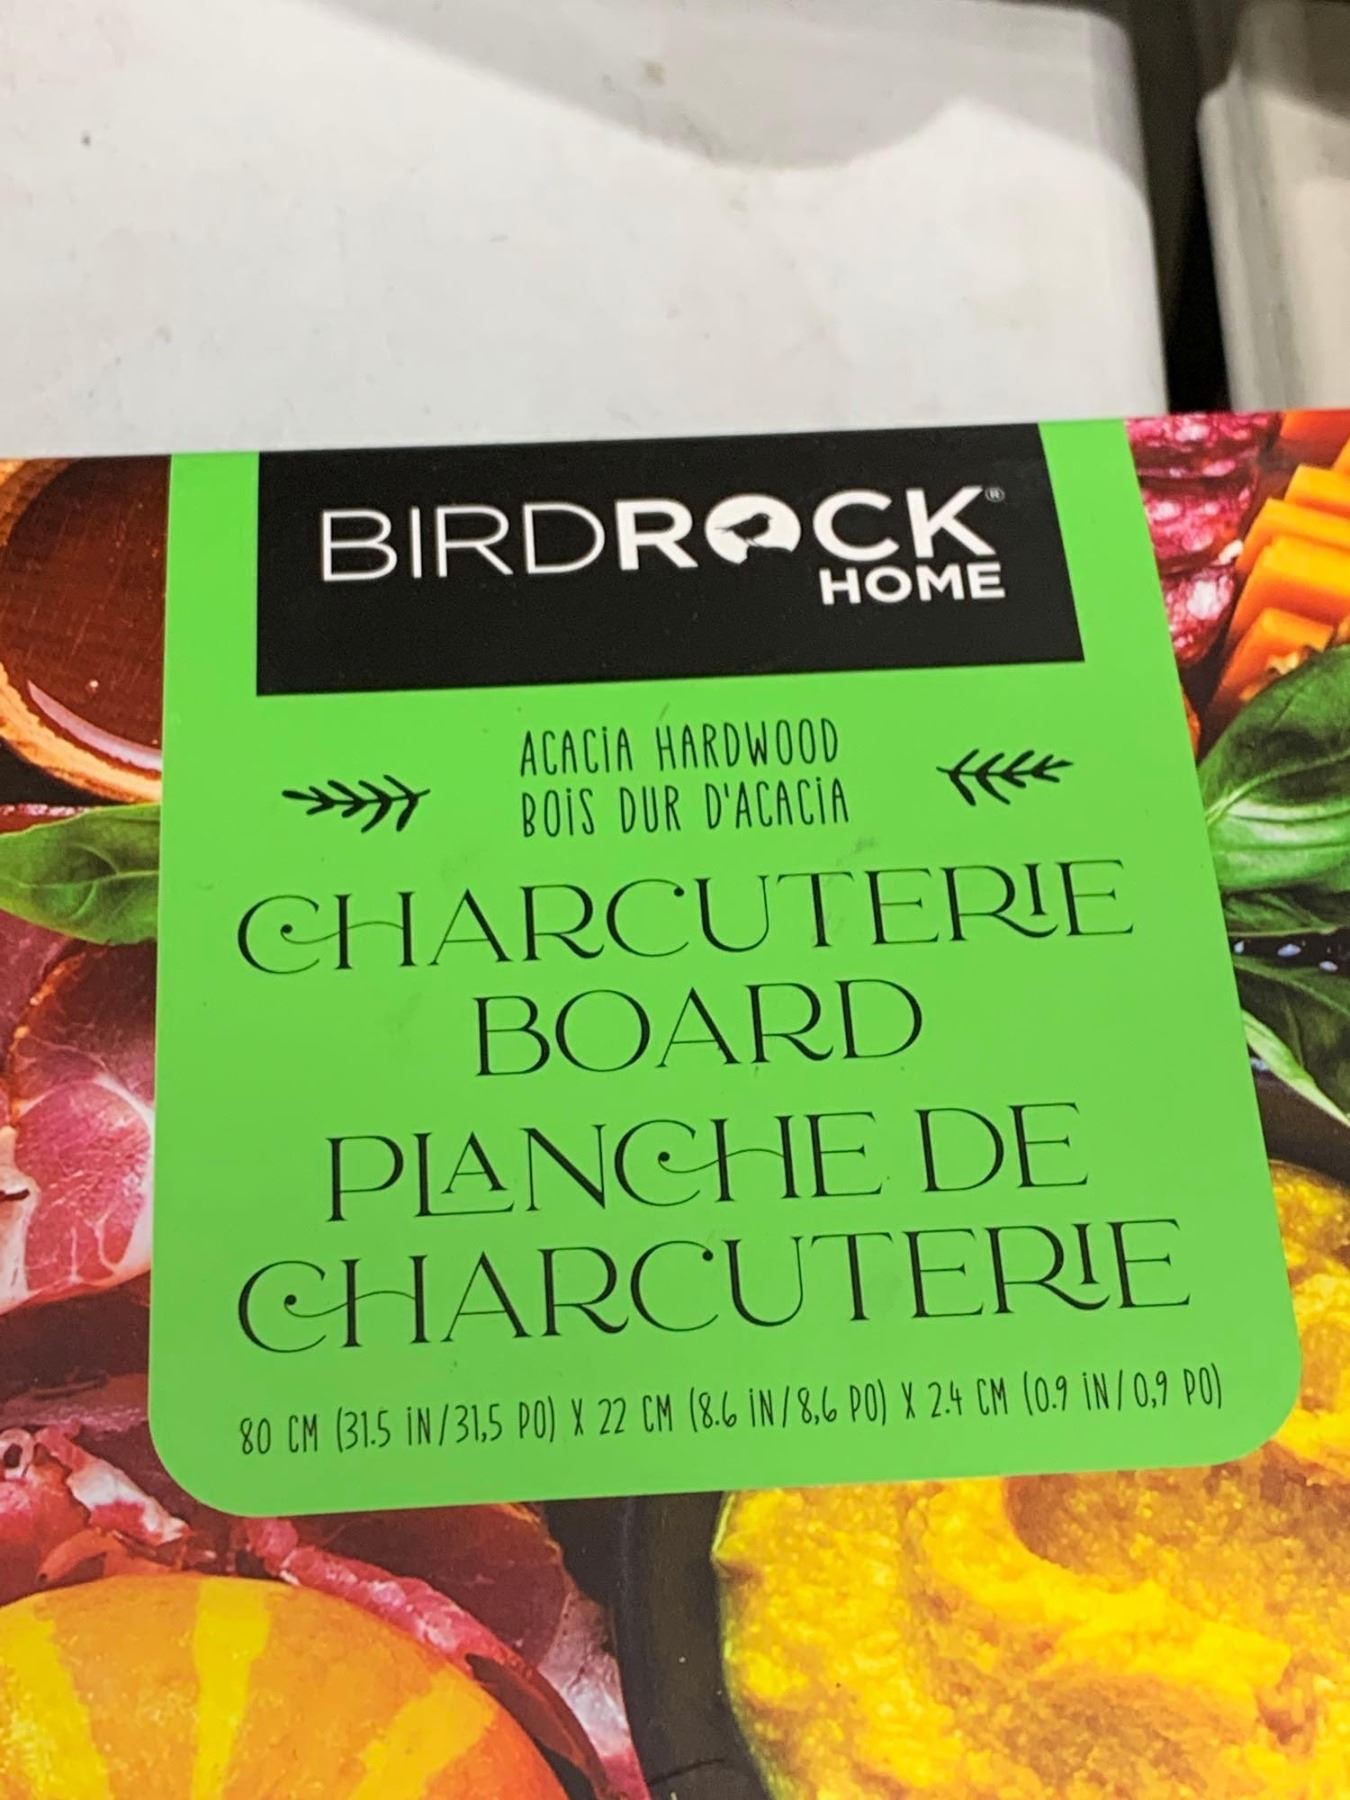 BIRDROCK®
HOME
ACACiA HARDWOOD
BOiS DUR D'ACACiA
CHARCUTERIE
BOARD
PLANCHE DE
CHARCUTERIE
80 CM (31.5 iN/31,5 PO) X 22 CM (8.6 iN/8,6 PO) X 2.4 CM (0.9 iN/0,9 PO)